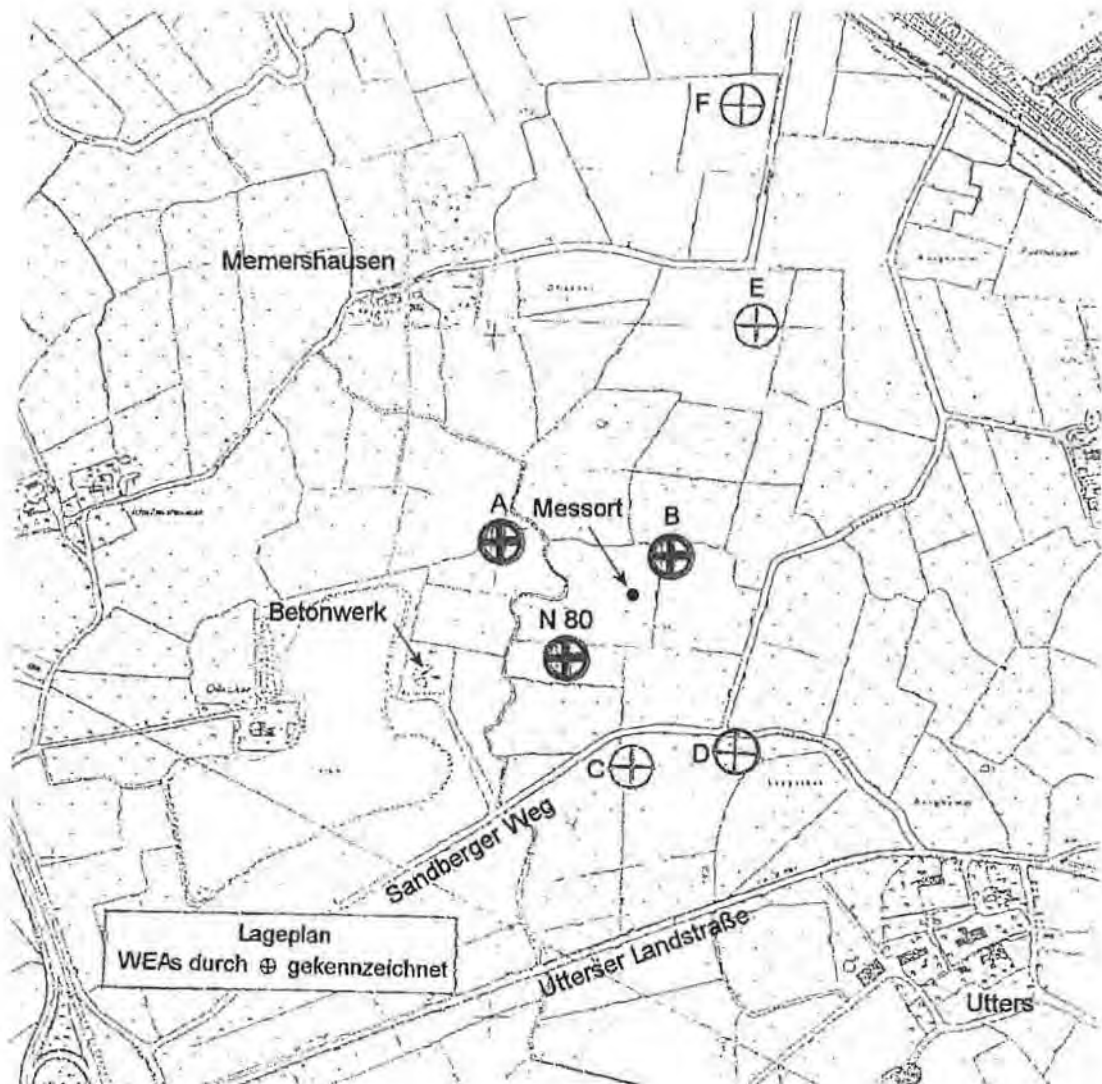 F
Memershausen
E
A
Messort
B
Betonwerk
N 80
C
D
Sandberger Weg
Lageplan
WEAs durch ⊕ gekennzeichnet
Utterser Landstraße
Utters